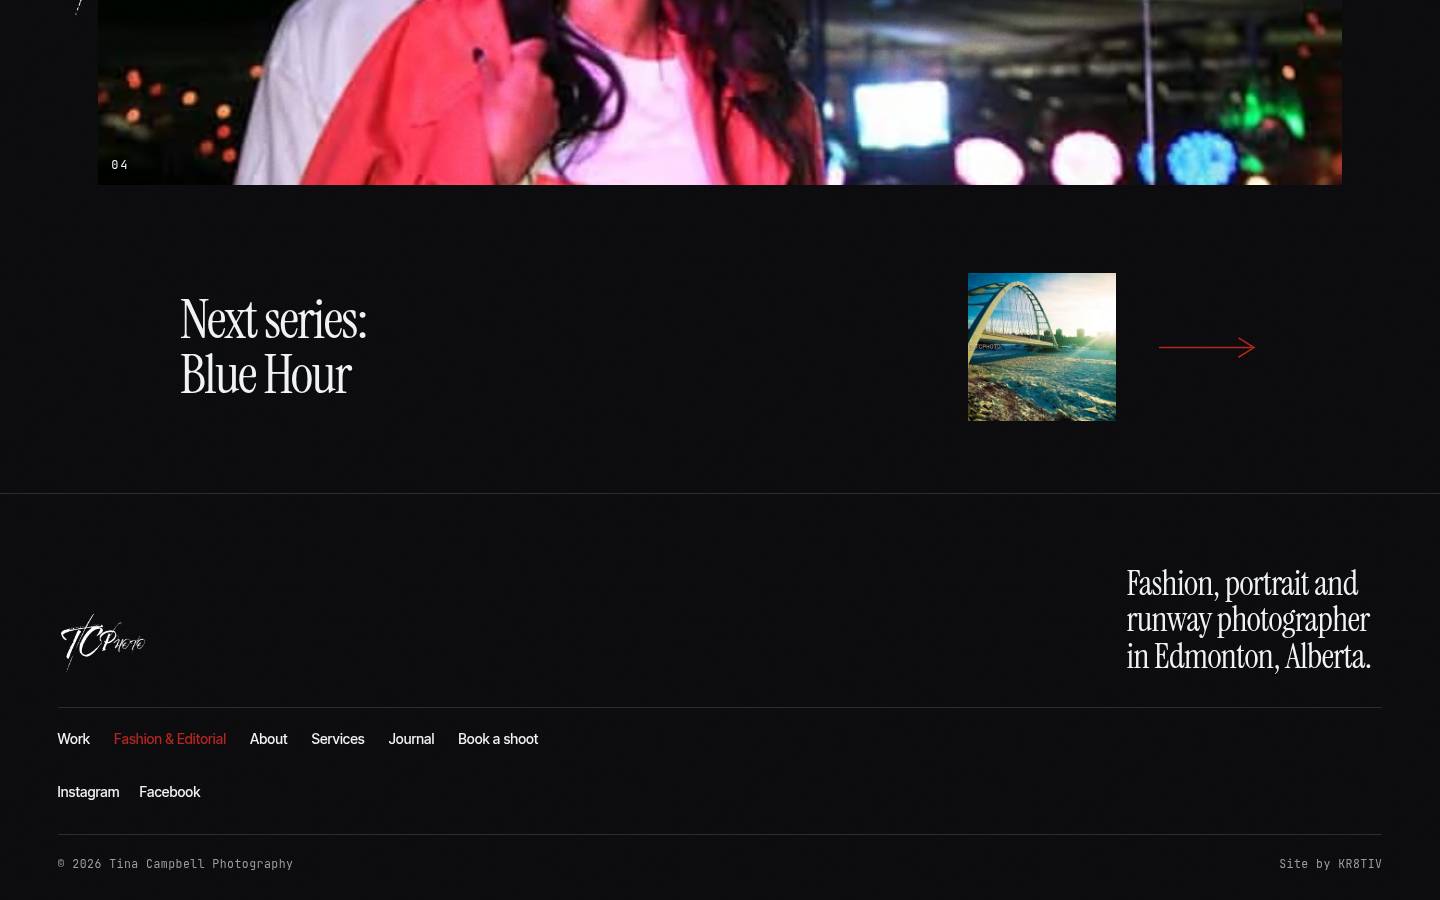 04
Next series:
Blue Hour
TCPHOTO
TCPHOTO
Fashion, portrait and
runway photographer
in Edmonton, Alberta.
Work Fashion & Editorial About Services Journal Book a shoot
Instagram Facebook
© 2026 Tina Campbell Photography
Site by KR8TIV